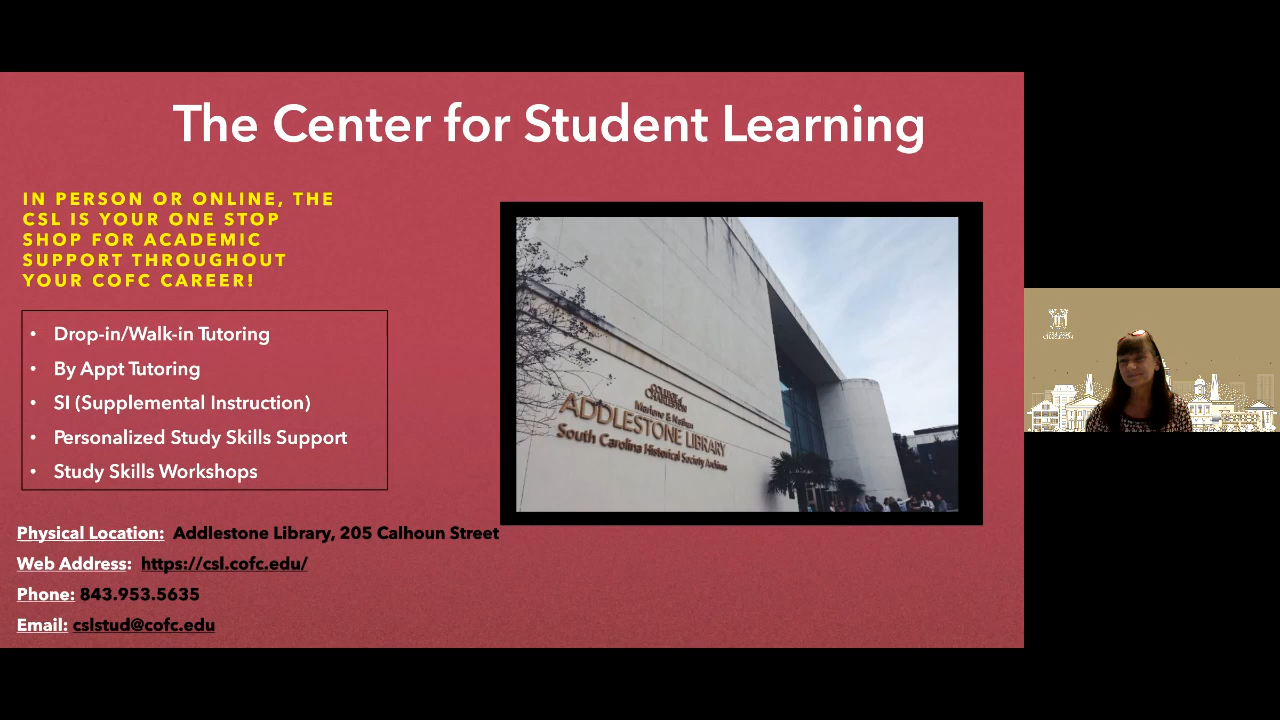 The Center for Student Learning
IN PERSON OR ONLINE, THE
CSL IS YOUR ONE STOP
SHOP FOR ACADEMIC
SUPPORT THROUGHOUT
YOUR COFC CAREER!
• Drop-in/Walk-in Tutoring
• By Appt Tutoring
• SI (Supplemental Instruction)
• Personalized Study Skills Support
• Study Skills Workshops
COLLEGE of
CHARLESTON
Marlene & Nathan
ADDLESTONE LIBRARY
South Carolina Historical Society Archives
Physical Location: Addlestone Library, 205 Calhoun Street
Web Address: https://csl.cofc.edu/
Phone: 843.953.5635
Email: cslstud@cofc.edu